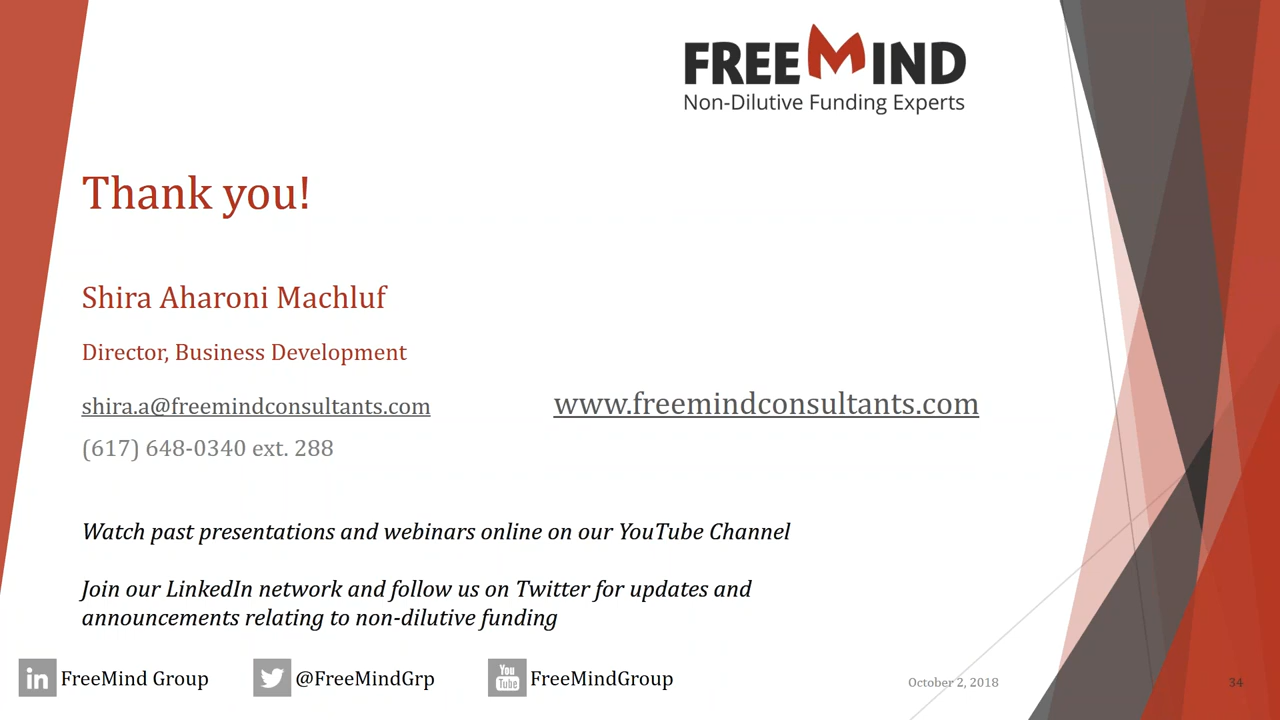 FREEMIND
Non-Dilutive Funding Experts
Thank you!
Shira Aharoni Machluf
Director, Business Development
shira.a@freemindconsultants.com
www.freemindconsultants.com
(617) 648-0340 ext. 288
Watch past presentations and webinars online on our YouTube Channel
Join our LinkedIn network and follow us on Twitter for updates and
announcements relating to non-dilutive funding
in FreeMind Group
@FreeMindGrp
You Tube FreeMindGroup
October 2, 2018
34